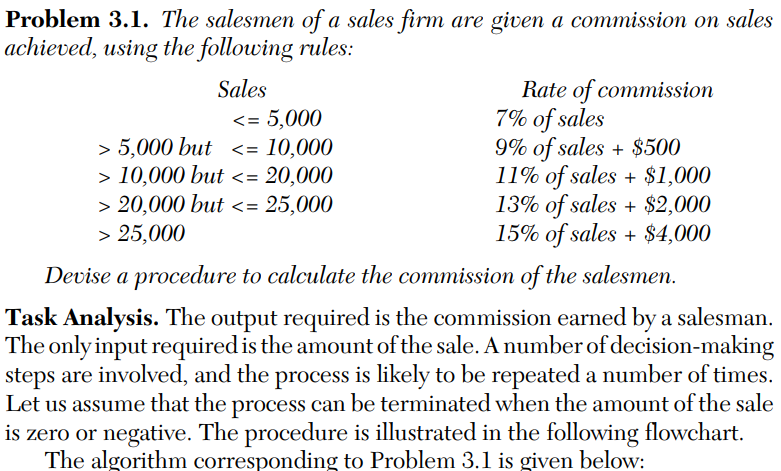 Problem 3.1. The salesmen of a sales firm are given a commission on sales
achieved, using the following rules:
Sales Rate of commission
<= 5,000 7% of sales
> 5,000 but <= 10,000 9% of sales + $500
> 10,000 but <= 20,000 11% of sales + $1,000
> 20,000 but <= 25,000 13% of sales + $2,000
> 25,000 15% of sales + $4,000
Devise a procedure to calculate the commission of the salesmen.
Task Analysis. The output required is the commission earned by a salesman.
The only input required is the amount of the sale. A number of decision-making
steps are involved, and the process is likely to be repeated a number of times.
Let us assume that the process can be terminated when the amount of the sale
is zero or negative. The procedure is illustrated in the following flowchart.
The algorithm corresponding to Problem 3.1 is given below: